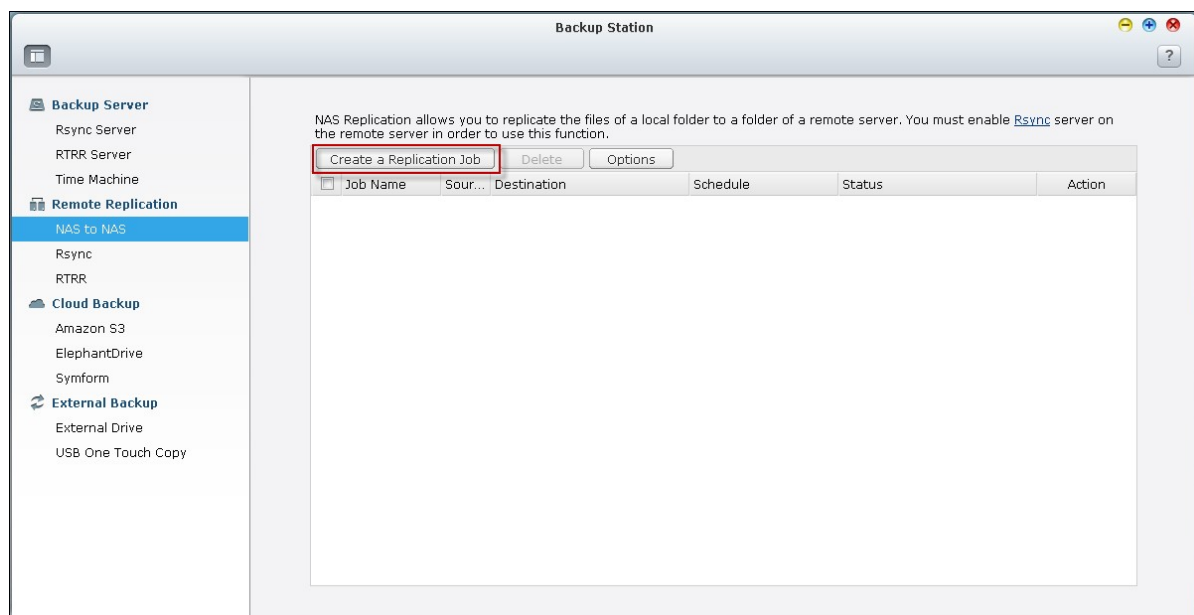 Backup Station
?
Backup Server
Rsync Server
RTRR Server
Time Machine
Remote Replication
NAS to NAS
Rsync
RTRR
Cloud Backup
Amazon S3
ElephantDrive
Symform
External Backup
External Drive
USB One Touch Copy
NAS Replication allows you to replicate the files of a local folder to a folder of a remote server. You must enable Rsync server on
the remote server in order to use this function.
Create a Replication Job Delete Options
Job Name Sour... Destination Schedule Status Action